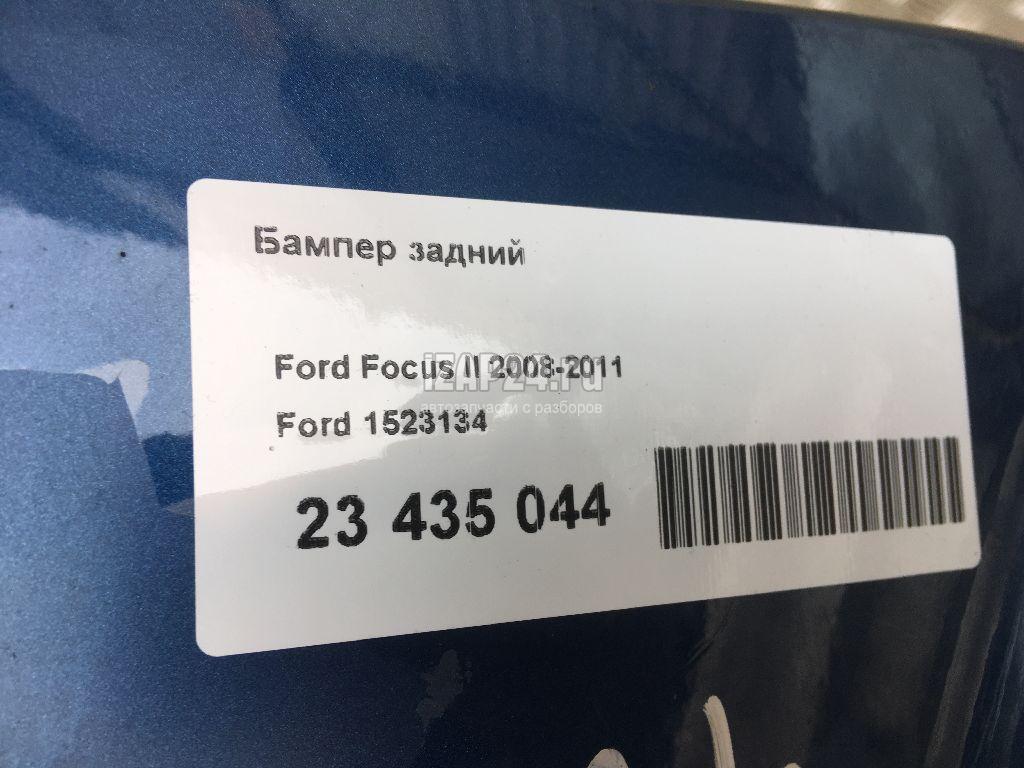 Бампер задний
Ford Focus II 2008-2011
iZAP24.ru
автозапчасти с разборов
Ford 1523134
23 435 044